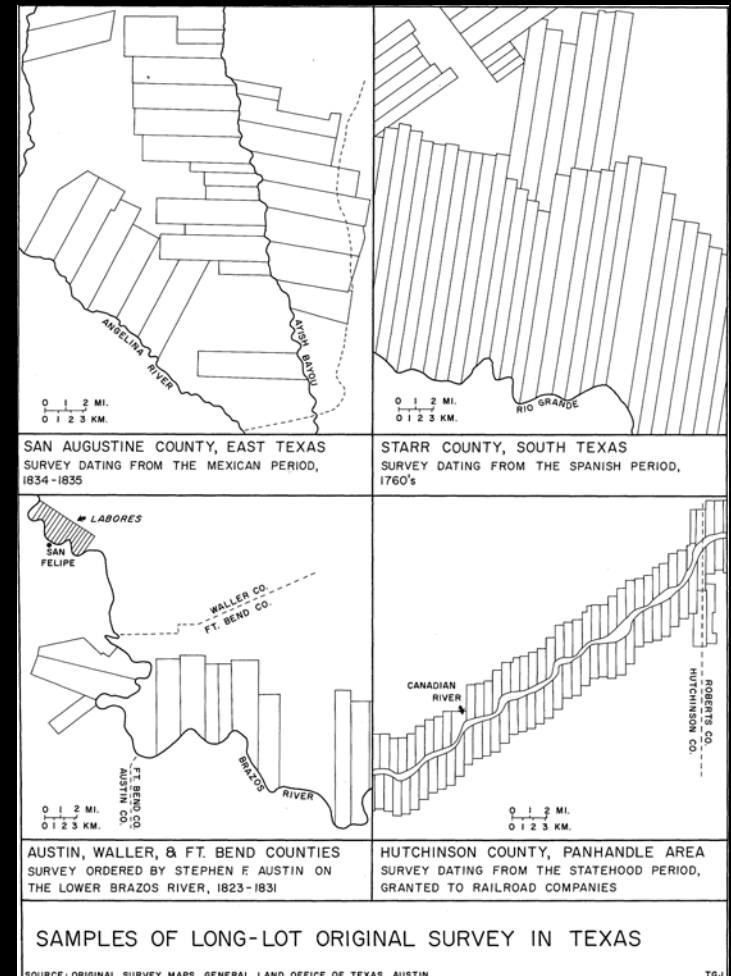 ANGELINA
RIVER
AYISH BAYOU
0 1 2 MI.
0 1 2 3 KM.
SAN AUGUSTINE COUNTY, EAST TEXAS
SURVEY DATING FROM THE MEXICAN PERIOD,
1834-1835
RIO GRANDE
0 1 2 MI.
0 1 2 3 KM.
STARR COUNTY, SOUTH TEXAS
SURVEY DATING FROM THE SPANISH PERIOD,
1760's
LABORES
SAN
FELIPE
WALLER CO.
FT. BEND CO.
FT. BEND CO.
AUSTIN CO.
BRAZOS
RIVER
0 1 2 MI.
0 1 2 3 KM.
AUSTIN, WALLER, & FT. BEND COUNTIES
SURVEY ORDERED BY STEPHEN F. AUSTIN ON
THE LOWER BRAZOS RIVER, 1823-1831
CANADIAN
RIVER
ROBERTS CO.
HUTCHINSON CO.
0 1 2 MI.
0 1 2 3 KM.
HUTCHINSON COUNTY, PANHANDLE AREA
SURVEY DATING FROM THE STATEHOOD PERIOD,
GRANTED TO RAILROAD COMPANIES
SAMPLES OF LONG-LOT ORIGINAL SURVEY IN TEXAS
SOURCE: ORIGINAL SURVEY MAPS, GENERAL LAND OFFICE OF TEXAS, AUSTIN
TGJ